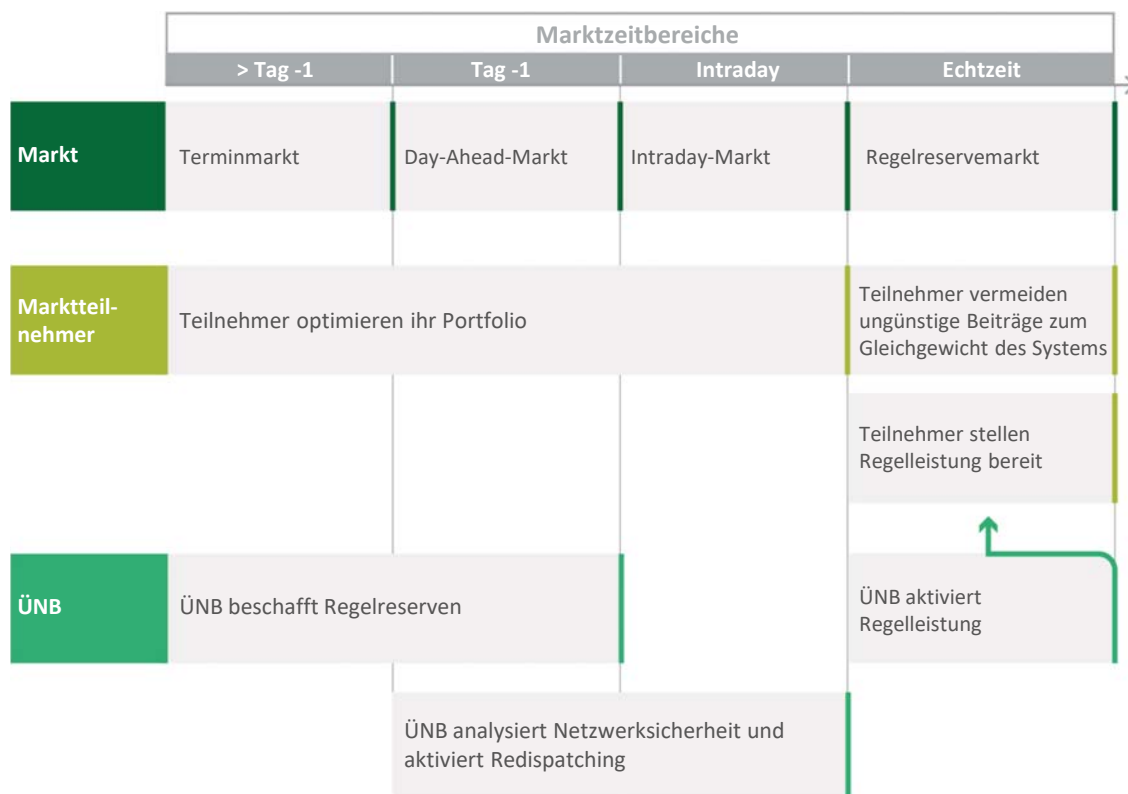 Marktzeitbereiche
> Tag -1
Tag -1
Intraday
Echtzeit
Markt
Terminmarkt
Day-Ahead-Markt
Intraday-Markt
Regelreservemarkt
Marktteil-
nehmer
Teilnehmer optimieren ihr Portfolio
Teilnehmer vermeiden
ungünstige Beiträge zum
Gleichgewicht des Systems
Teilnehmer stellen
Regelleistung bereit
ÜNB
ÜNB beschafft Regelreserven
ÜNB aktiviert
Regelleistung
ÜNB analysiert Netzwerksicherheit und
aktiviert Redispatching